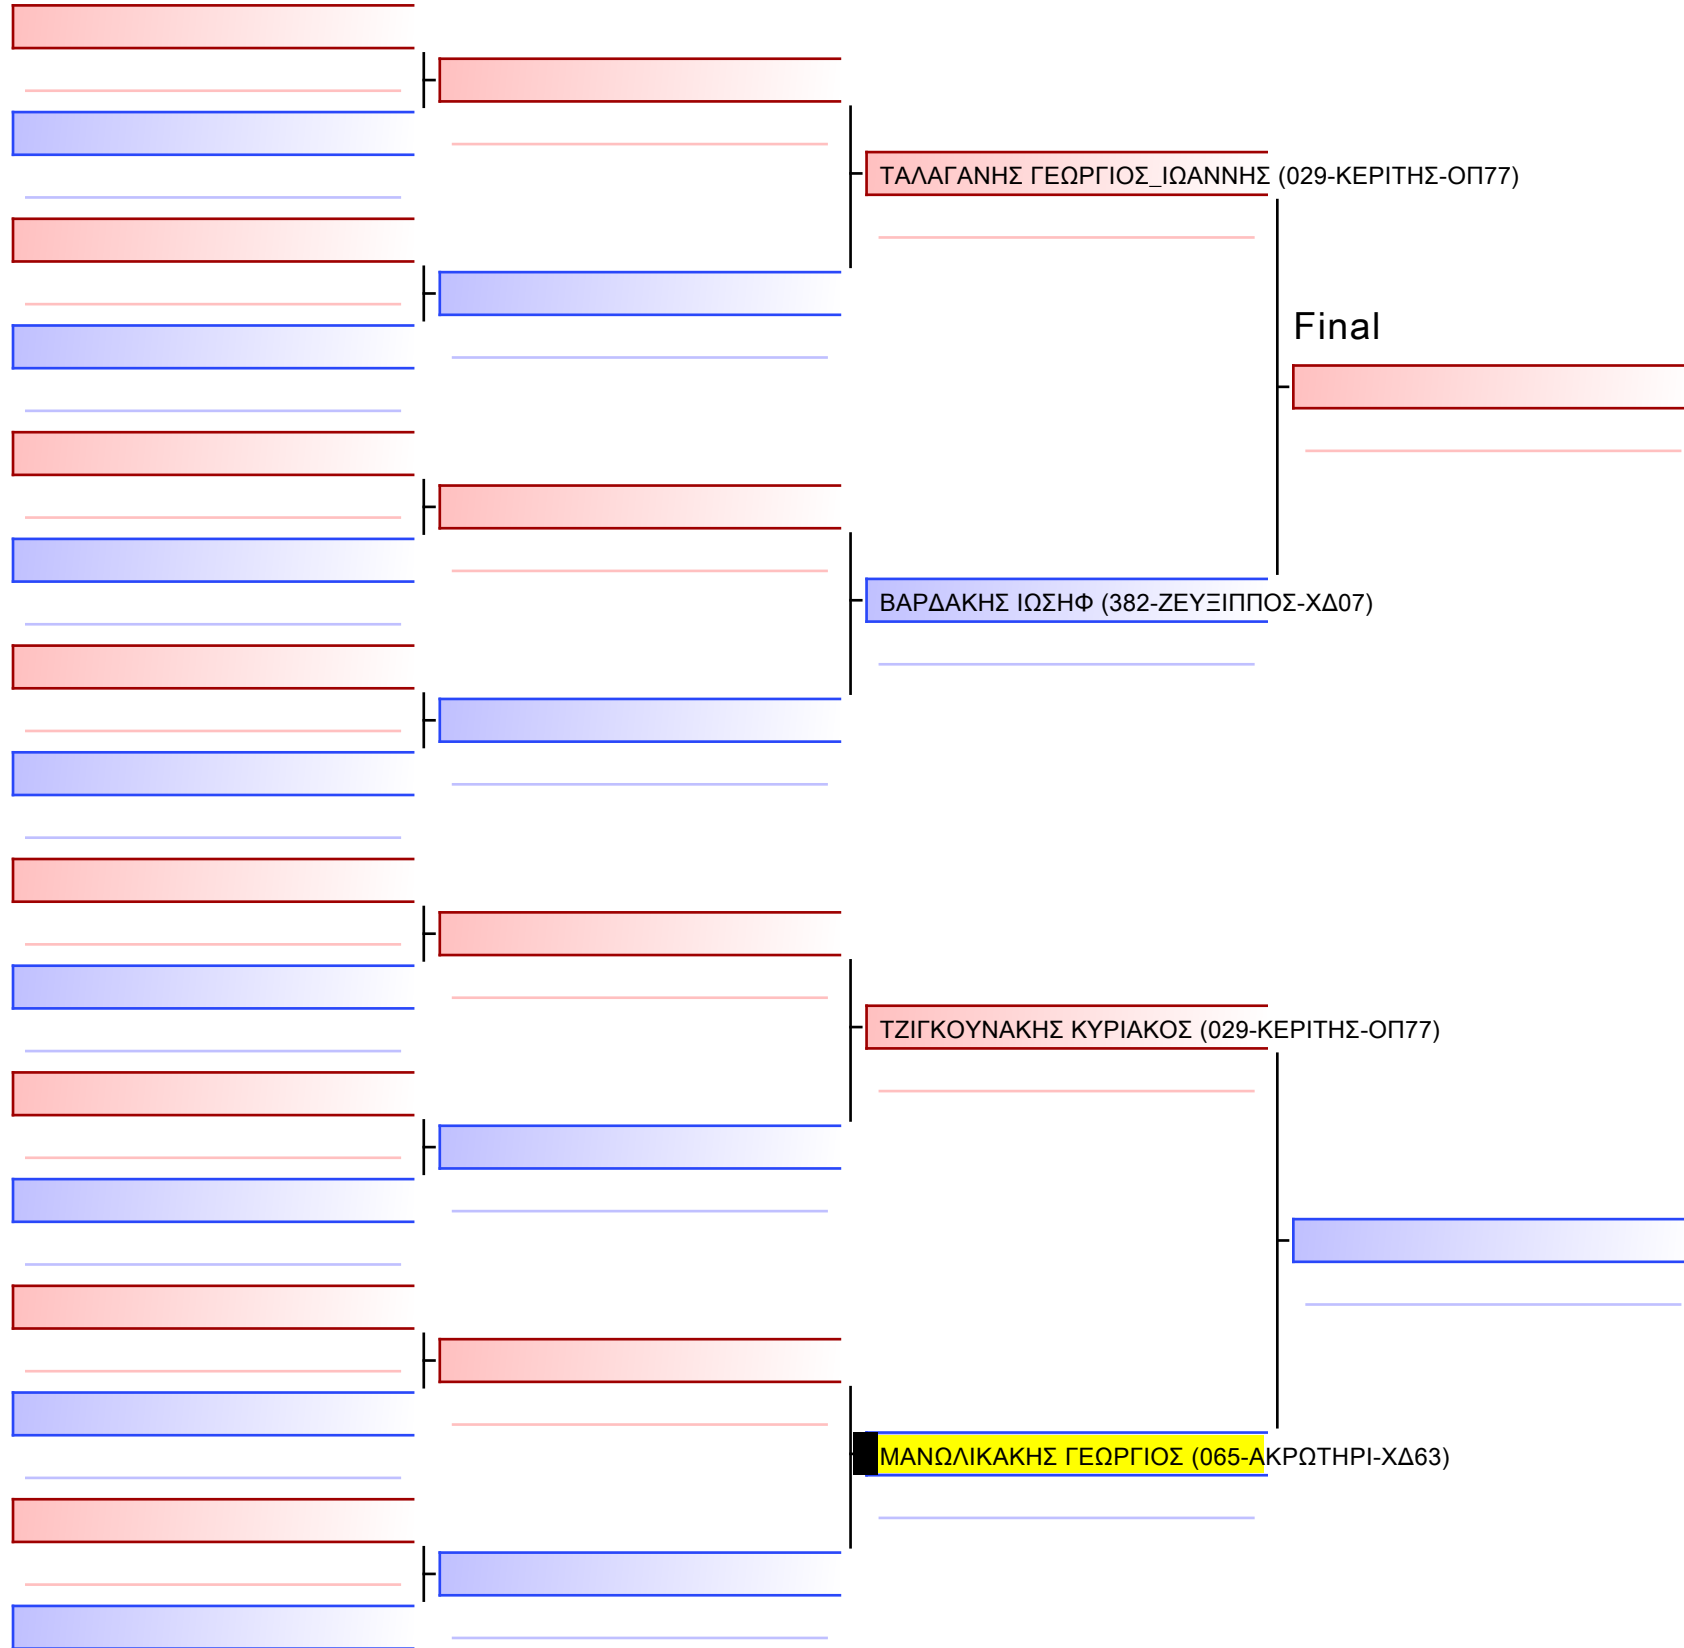 ΤΑΛΑΓΑΝΗΣ ΓΕΩΡΓΙΟΣ_ΙΩΑΝΝΗΣ (029-ΚΕΡΙΤΗΣ-ΟΠ77)
Final
ΒΑΡΔΑΚΗΣ ΙΩΣΗΦ (382-ΖΕΥΞΙΠΠΟΣ-ΧΔ07)
ΤΖΙΓΚΟΥΝΑΚΗΣ ΚΥΡΙΑΚΟΣ (029-ΚΕΡΙΤΗΣ-ΟΠ77)
ΜΑΝΩΛΙΚΑΚΗΣ ΓΕΩΡΓΙΟΣ (065-ΑΚΡΩΤΗΡΙ-ΧΔ63)